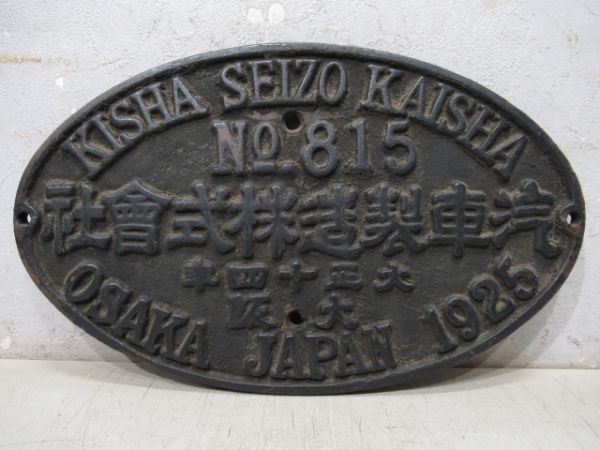 KISHA SEIZO KAISHA
No. 815
汽車製造株式會社
大正十四年
大阪
OSAKA JAPAN 1925